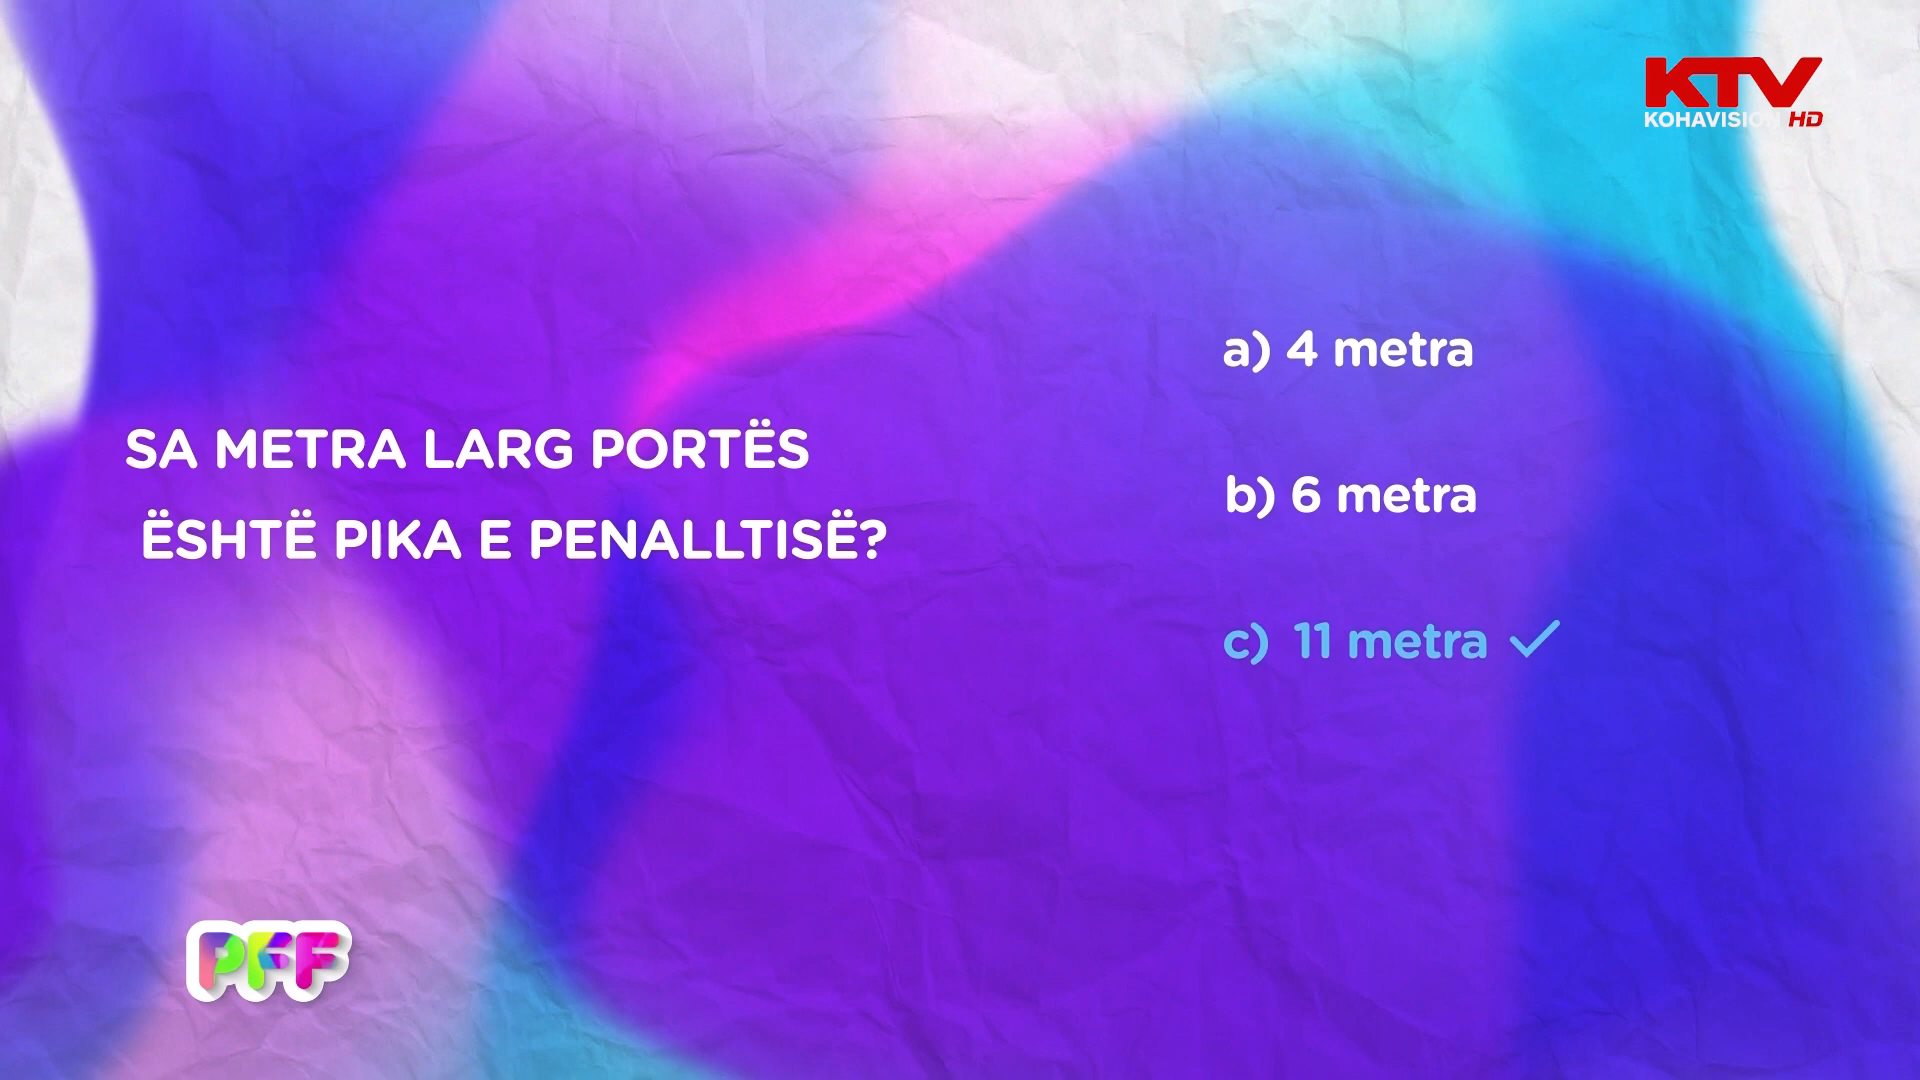 KTV
KOHAVISION HD
SA METRA LARG PORTËS
ËSHTË PIKA E PENALLTISË?
a) 4 metra
b) 6 metra
c) 11 metra
PFF